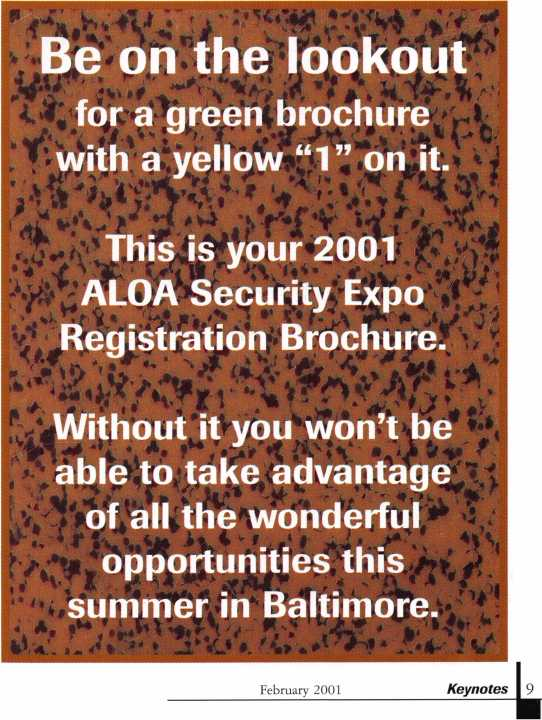 Be on the lookout
for a green brochure
with a yellow “1” on it.
This is your 2001
ALOA Security Expo
Registration Brochure.
Without it you won’t be
able to take advantage
of all the wonderful
opportunities this
summer in Baltimore.
February 2001 Keynotes 9